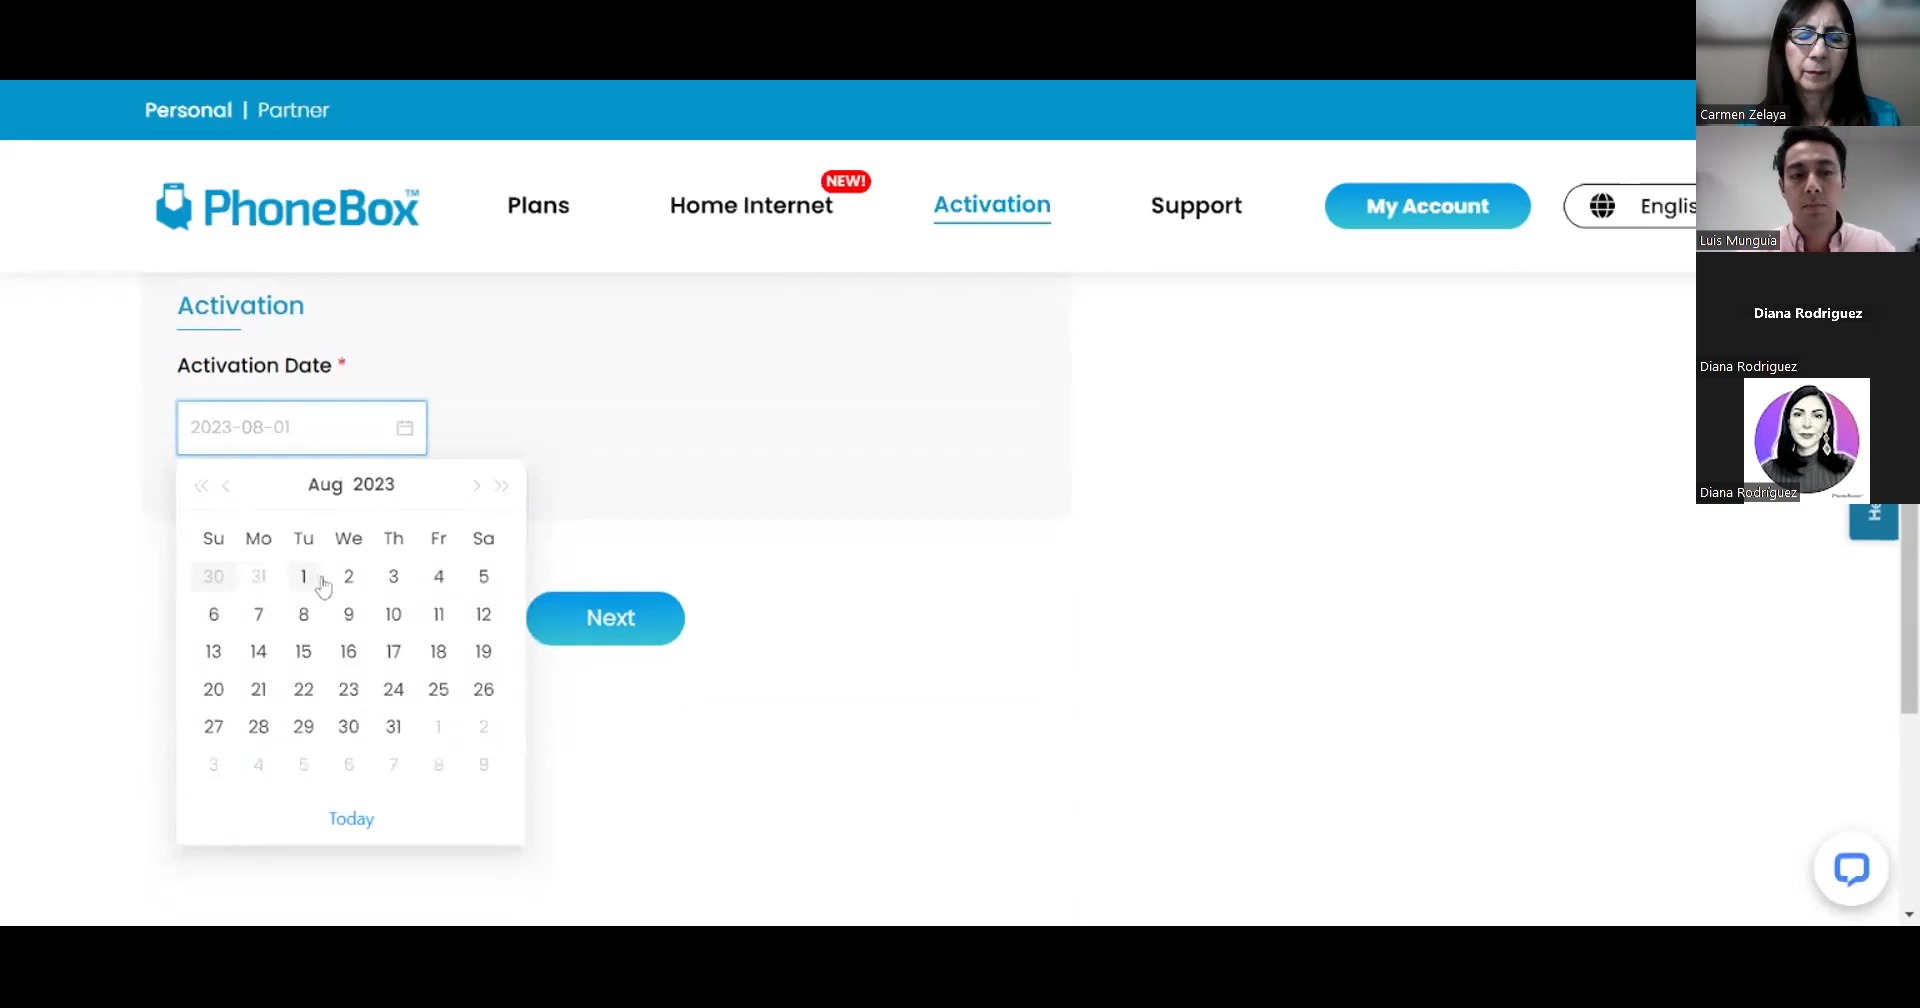 Personal | Partner
PhoneBox™
Plans
Home Internet
NEW!
Activation
Support
My Account
Englis
Activation
Activation Date *
2023-08-01
Aug 2023
Su Mo Tu We Th Fr Sa
30 31 1 2 3 4 5
6 7 8 9 10 11 12
13 14 15 16 17 18 19
20 21 22 23 24 25 26
27 28 29 30 31 1 2
3 4 5 6 7 8 9
Today
Next
Carmen Zelaya
Luis Munguía
Diana Rodriguez
Diana Rodriguez
Diana Rodriguez
He